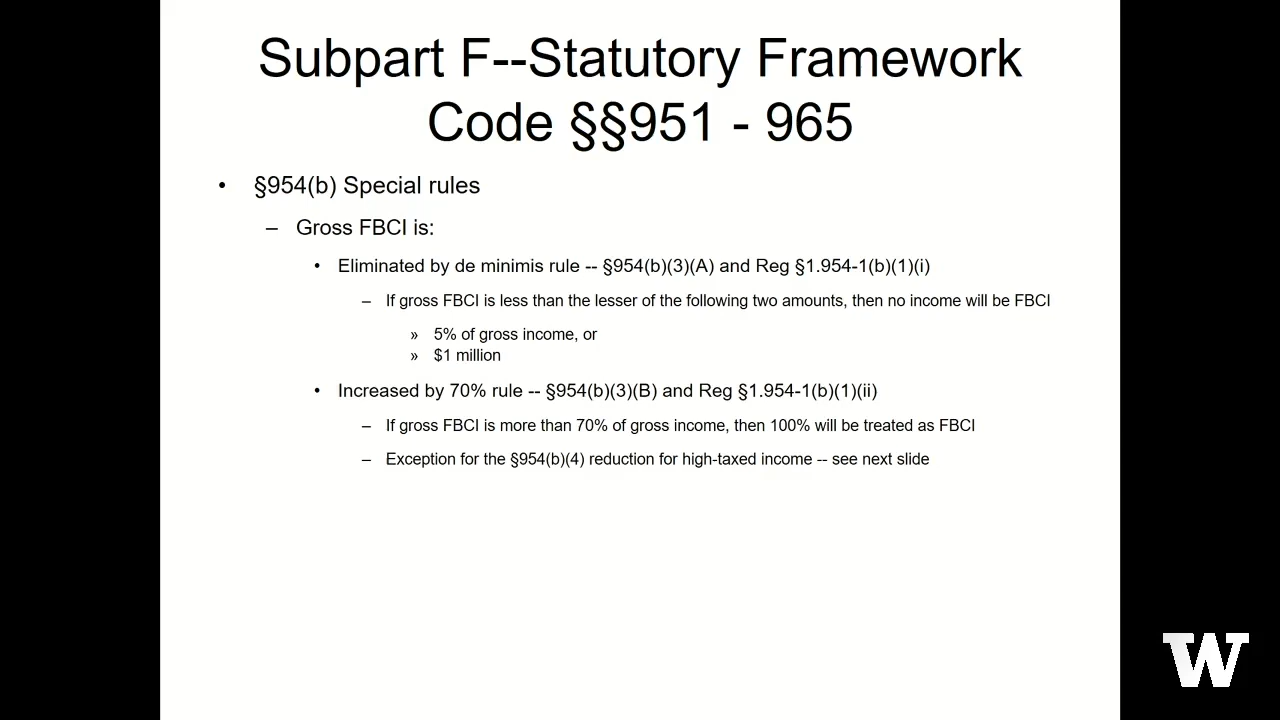 Subpart F--Statutory Framework
Code §§951 - 965
• §954(b) Special rules
– Gross FBCI is:
• Eliminated by de minimis rule -- §954(b)(3)(A) and Reg §1.954-1(b)(1)(i)
– If gross FBCI is less than the lesser of the following two amounts, then no income will be FBCI
» 5% of gross income, or
» $1 million
• Increased by 70% rule -- §954(b)(3)(B) and Reg §1.954-1(b)(1)(ii)
– If gross FBCI is more than 70% of gross income, then 100% will be treated as FBCI
– Exception for the §954(b)(4) reduction for high-taxed income -- see next slide
W